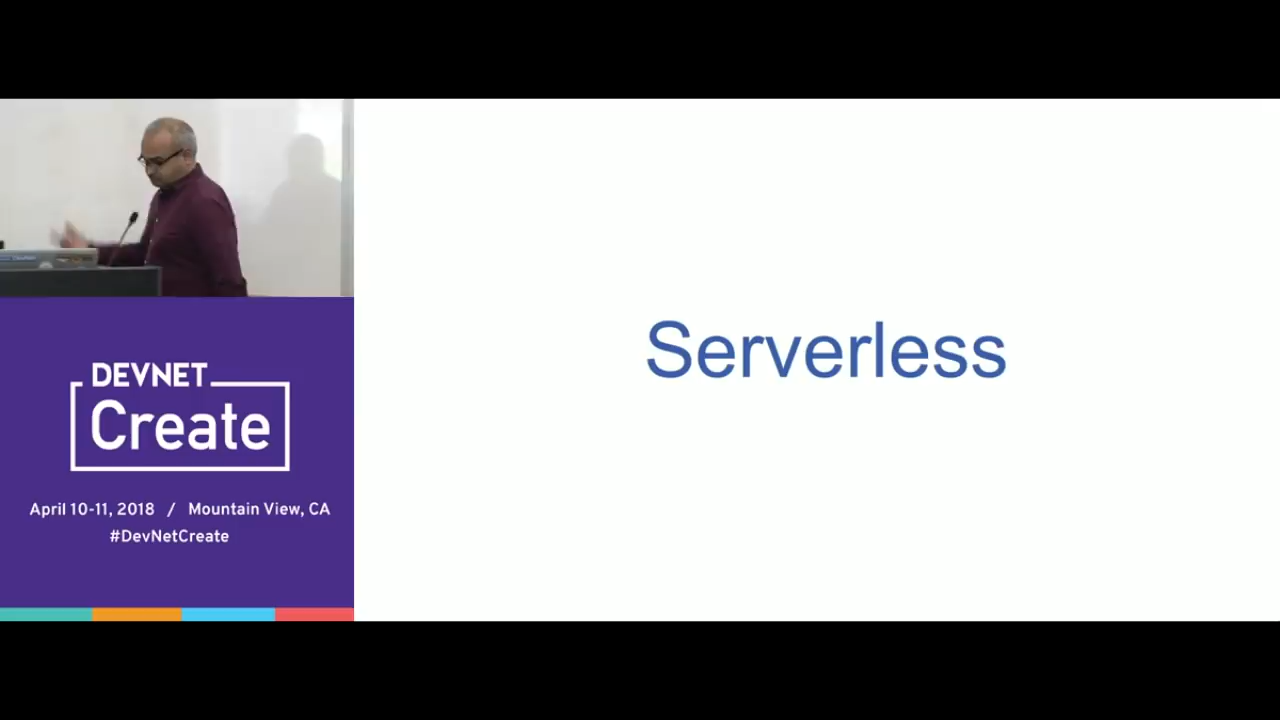 Serverless
DEVNET
Create
April 10-11, 2018 / Mountain View, CA
#DevNetCreate